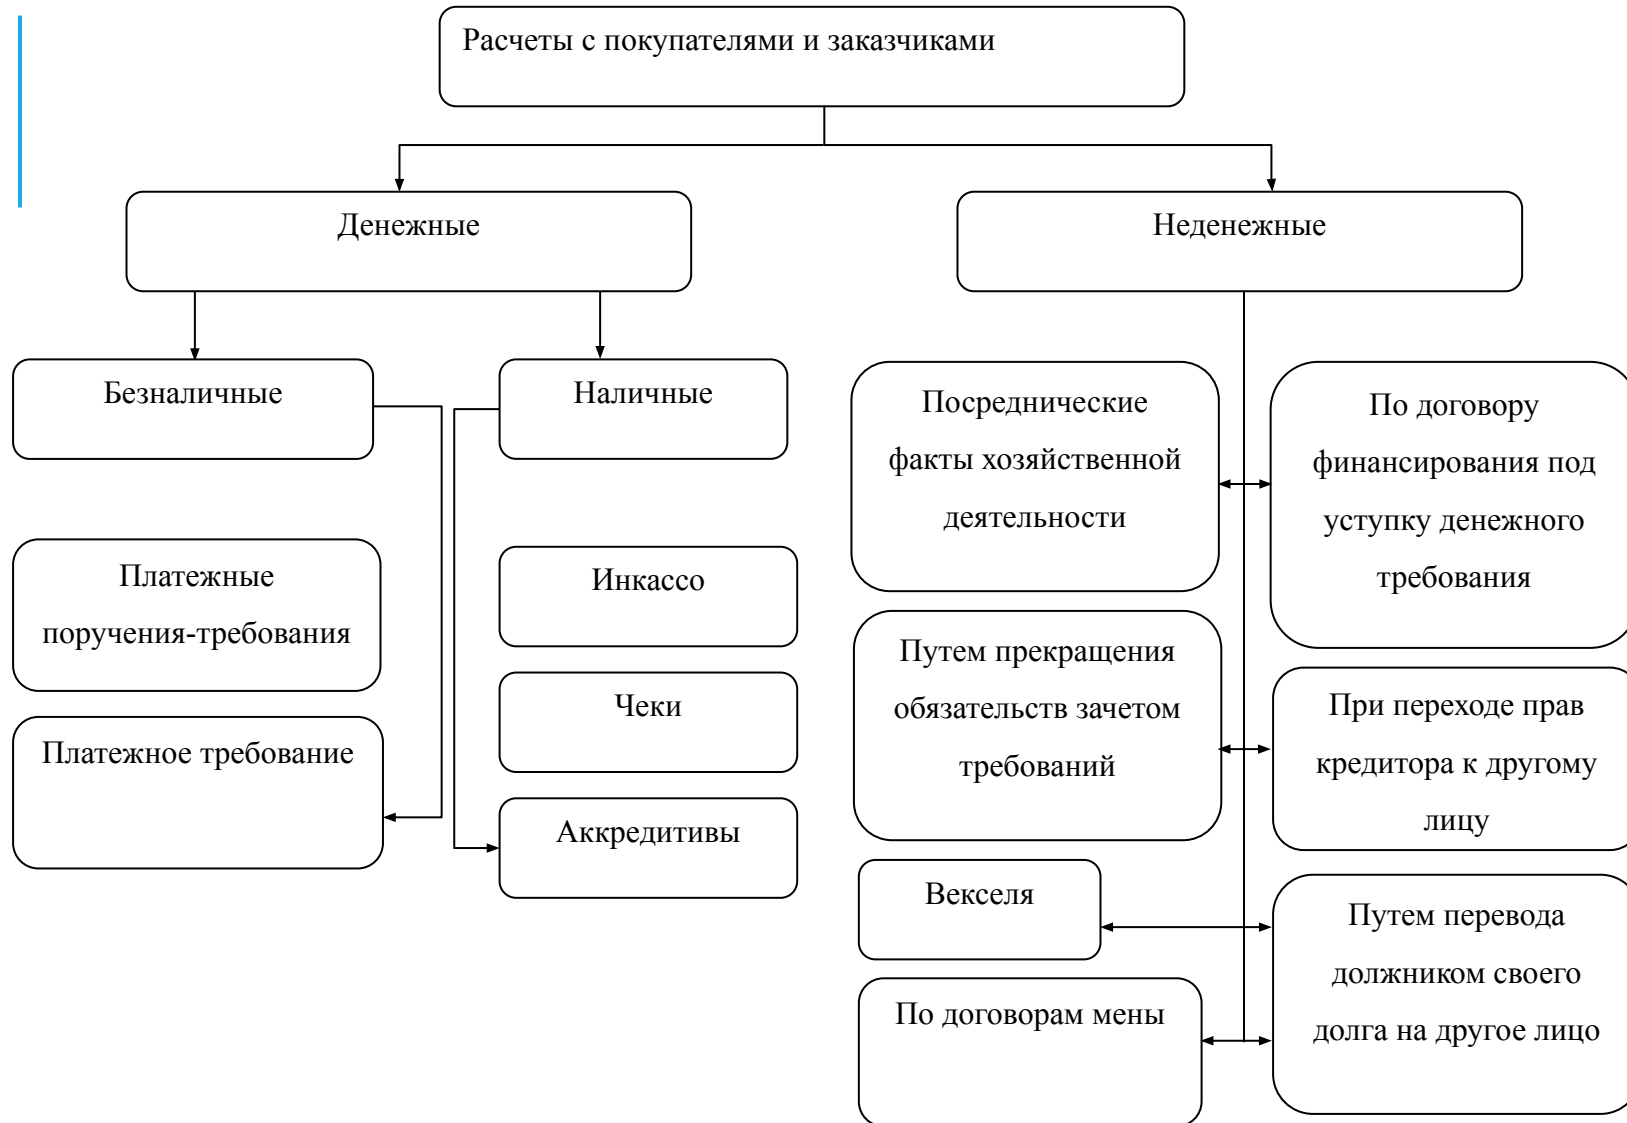 Расчеты с покупателями и заказчиками
Денежные
Неденежные
Безналичные
Наличные
Платежные
поручения-требования
Платежное требование
Инкассо
Чеки
Аккредитивы
Посреднические
факты хозяйственной
деятельности
По договору
финансирования под
уступку денежного
требования
Путем прекращения
обязательств зачетом
требований
При переходе прав
кредитора к другому
лицу
Векселя
Путем перевода
должником своего
долга на другое лицо
По договорам мены